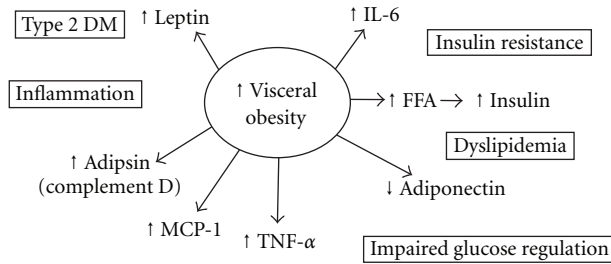 Type 2 DM
↑ Leptin
↑ IL-6
Insulin resistance
Inflammation
↑ Visceral
obesity
↑ FFA → ↑ Insulin
Dyslipidemia
↑ Adipsin
(complement D)
↓ Adiponectin
↑ MCP-1
↑ TNF-α
Impaired glucose regulation